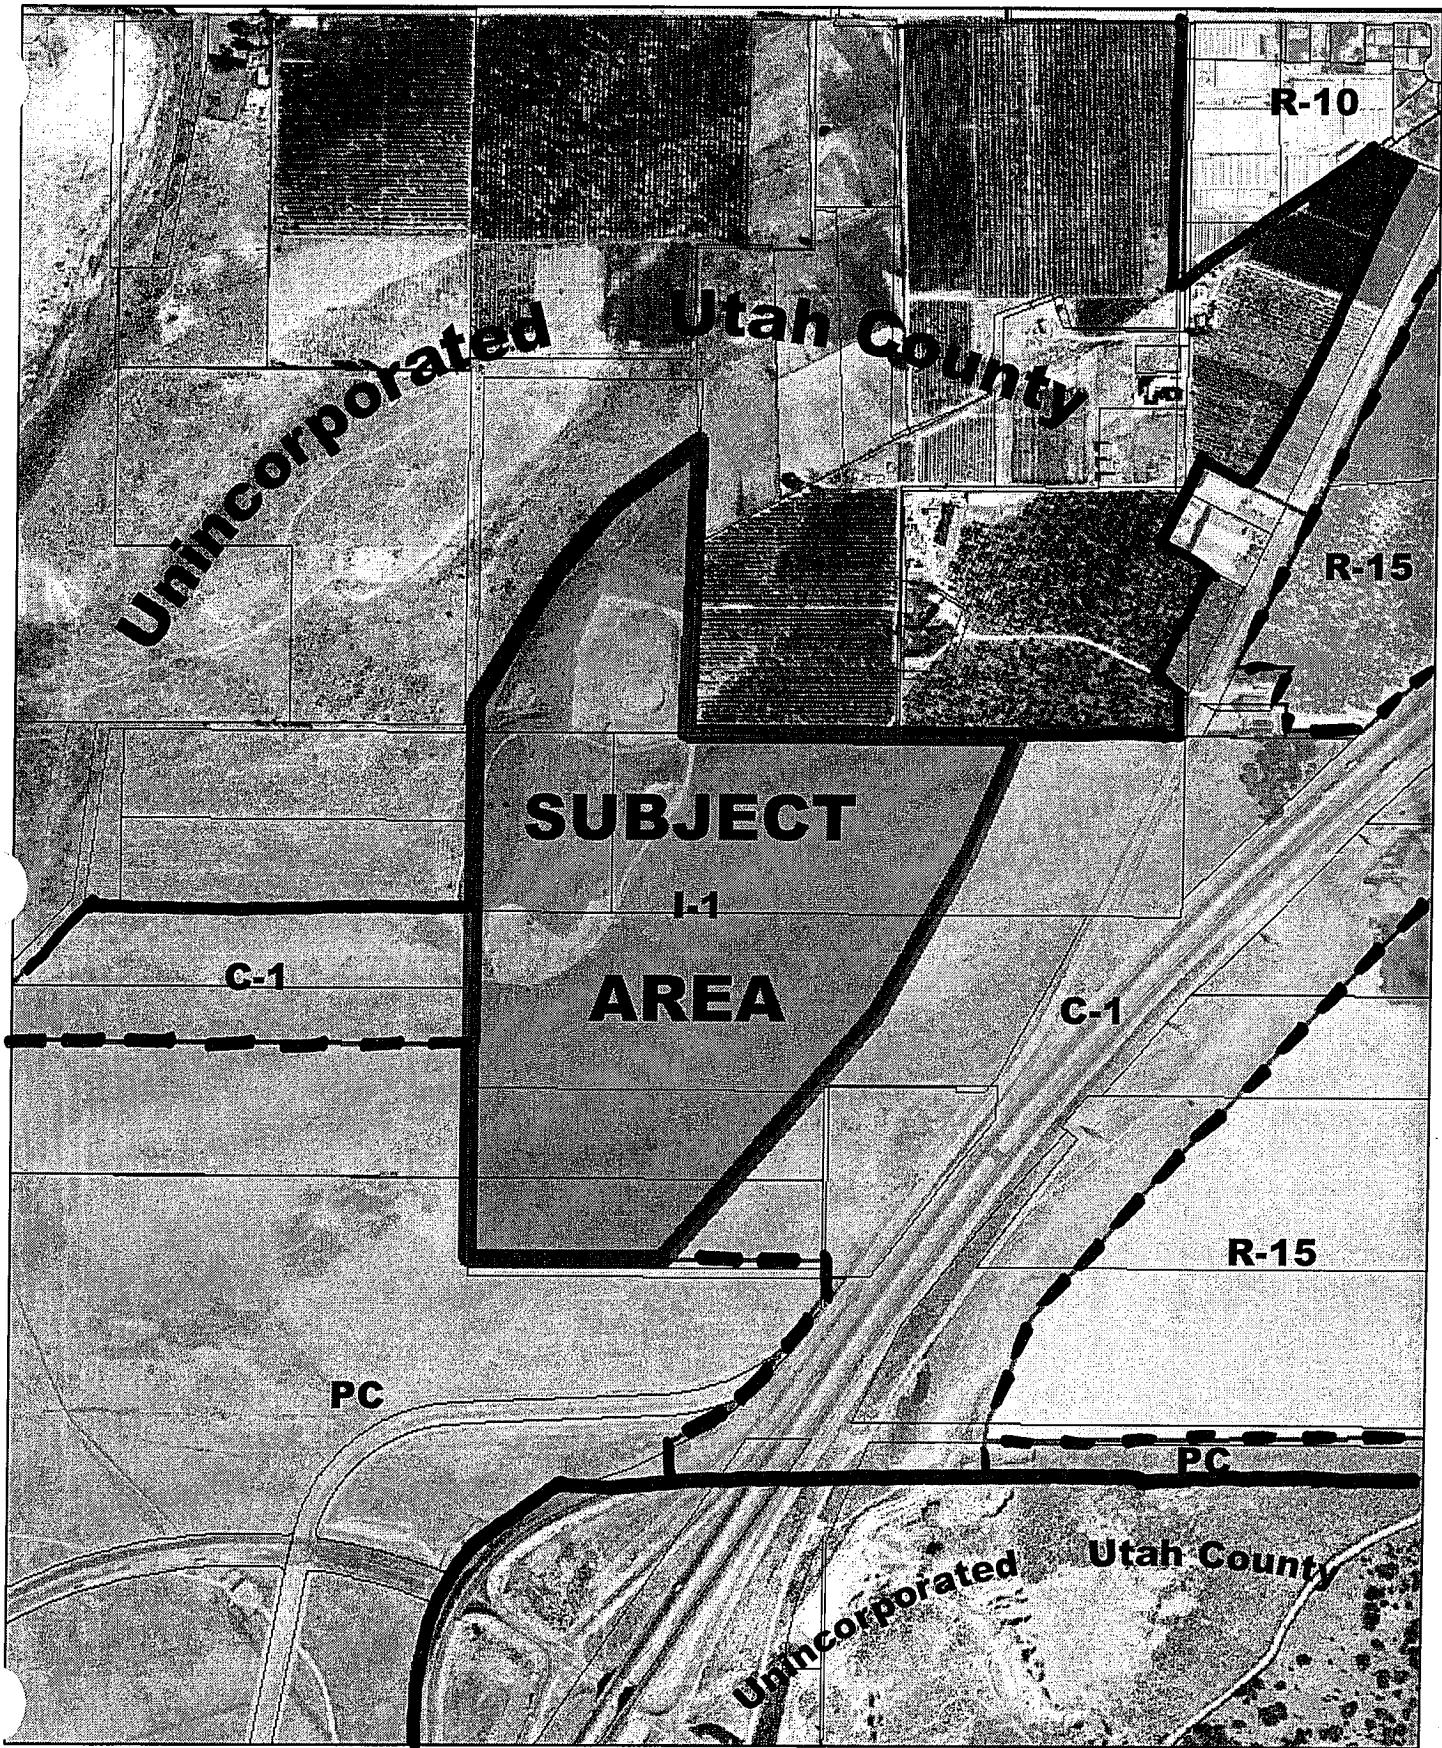 R-10
Unincorporated Utah County
R-15
SUBJECT
I-1
AREA
C-1
C-1
R-15
PC
PC
Unincorporated Utah County